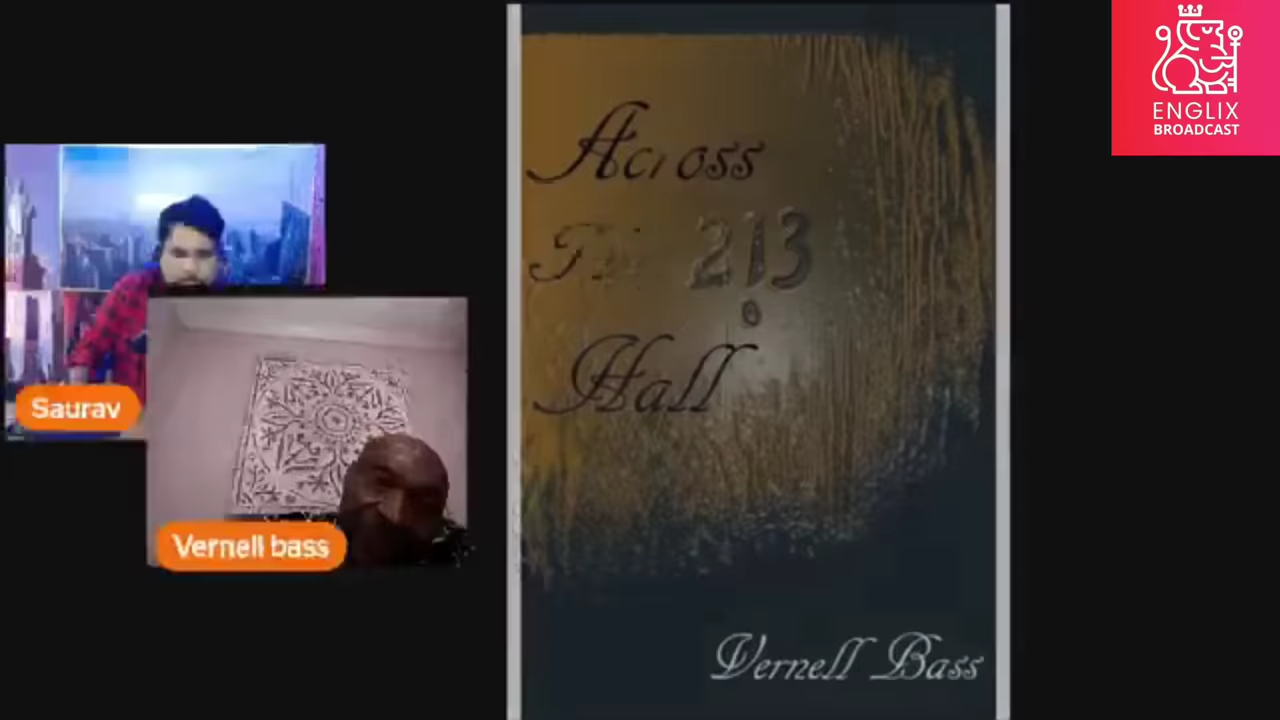 ENGLIX
BROADCAST
Across
213
Hall
Vernell Bass
Saurav
Vernell bass